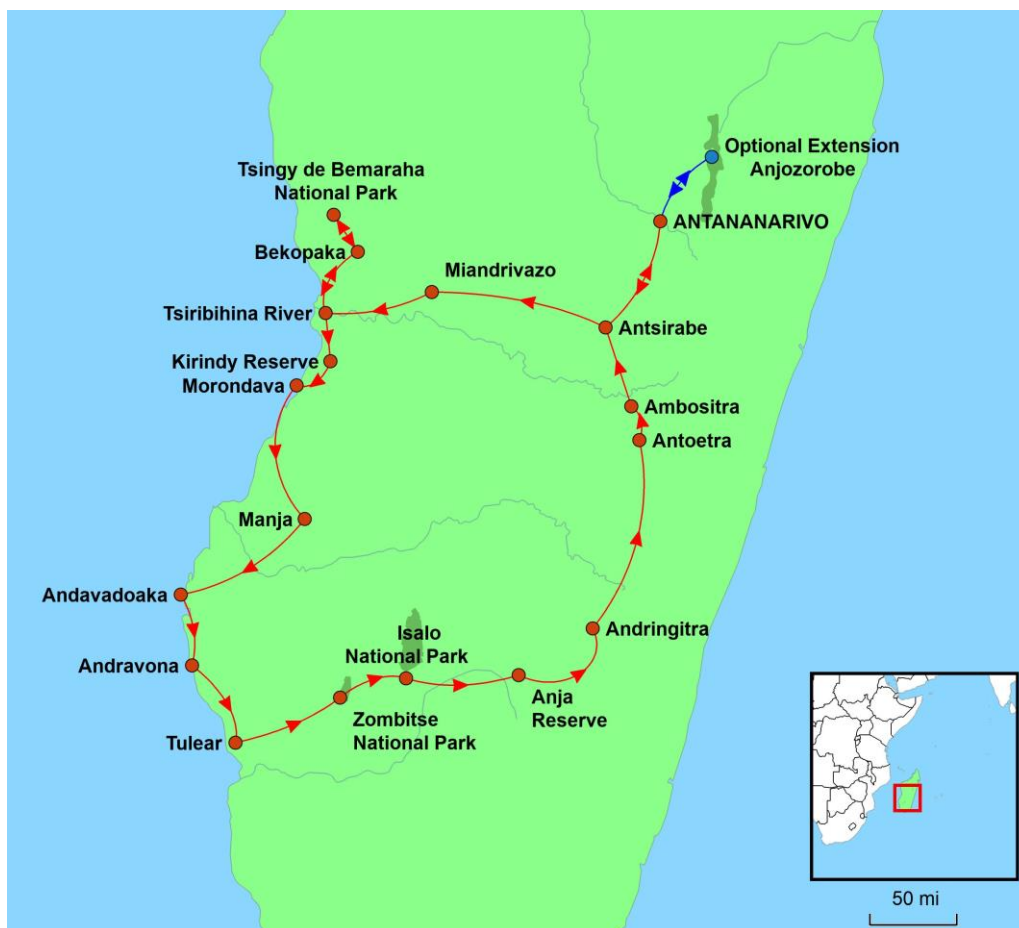 Optional Extension
Anjozorobe
Tsingy de Bemaraha
National Park
ANTANANARIVO
Bekopaka
Miandrivazo
Tsiribihina River
Antsirabe
Kirindy Reserve
Morondava
Ambositra
Antoetra
Manja
Andavadoaka
Andringitra
Isalo
National Park
Andravona
Anja
Reserve
Zombitse
National Park
Tulear
50 mi